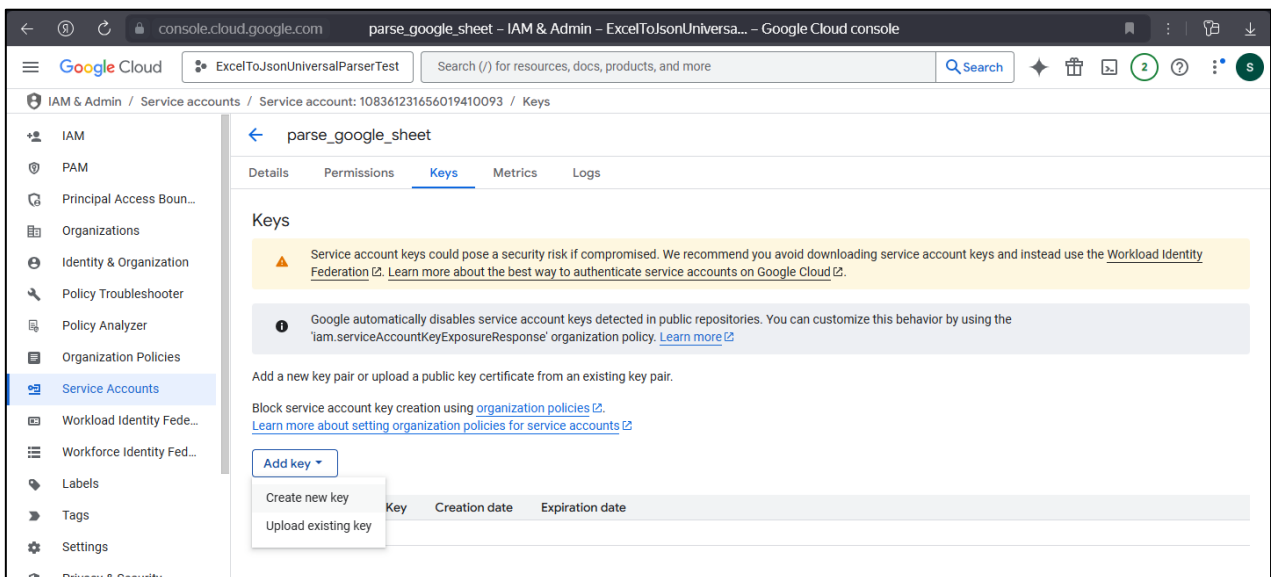 console.cloud.google.com parse_google_sheet – IAM & Admin – ExcelToJsonUniversa... – Google Cloud console
Google Cloud ExcelToJsonUniversalParserTest Search (/) for resources, docs, products, and more Search 2 S
IAM & Admin / Service accounts / Service account: 108361231656019410093 / Keys
IAM
PAM
Principal Access Boun...
Organizations
Identity & Organization
Policy Troubleshooter
Policy Analyzer
Organization Policies
Service Accounts
Workload Identity Fede...
Workforce Identity Fed...
Labels
Tags
Settings
Privacy & Security
parse_google_sheet
Details Permissions Keys Metrics Logs
Keys
Service account keys could pose a security risk if compromised. We recommend you avoid downloading service account keys and instead use the Workload Identity
Federation. Learn more about the best way to authenticate service accounts on Google Cloud.
Google automatically disables service account keys detected in public repositories. You can customize this behavior by using the
'iam.serviceAccountKeyExposureResponse' organization policy. Learn more
Add a new key pair or upload a public key certificate from an existing key pair.
Block service account key creation using organization policies.
Learn more about setting organization policies for service accounts
Add key
Create new key
Upload existing key
Key Creation date Expiration date